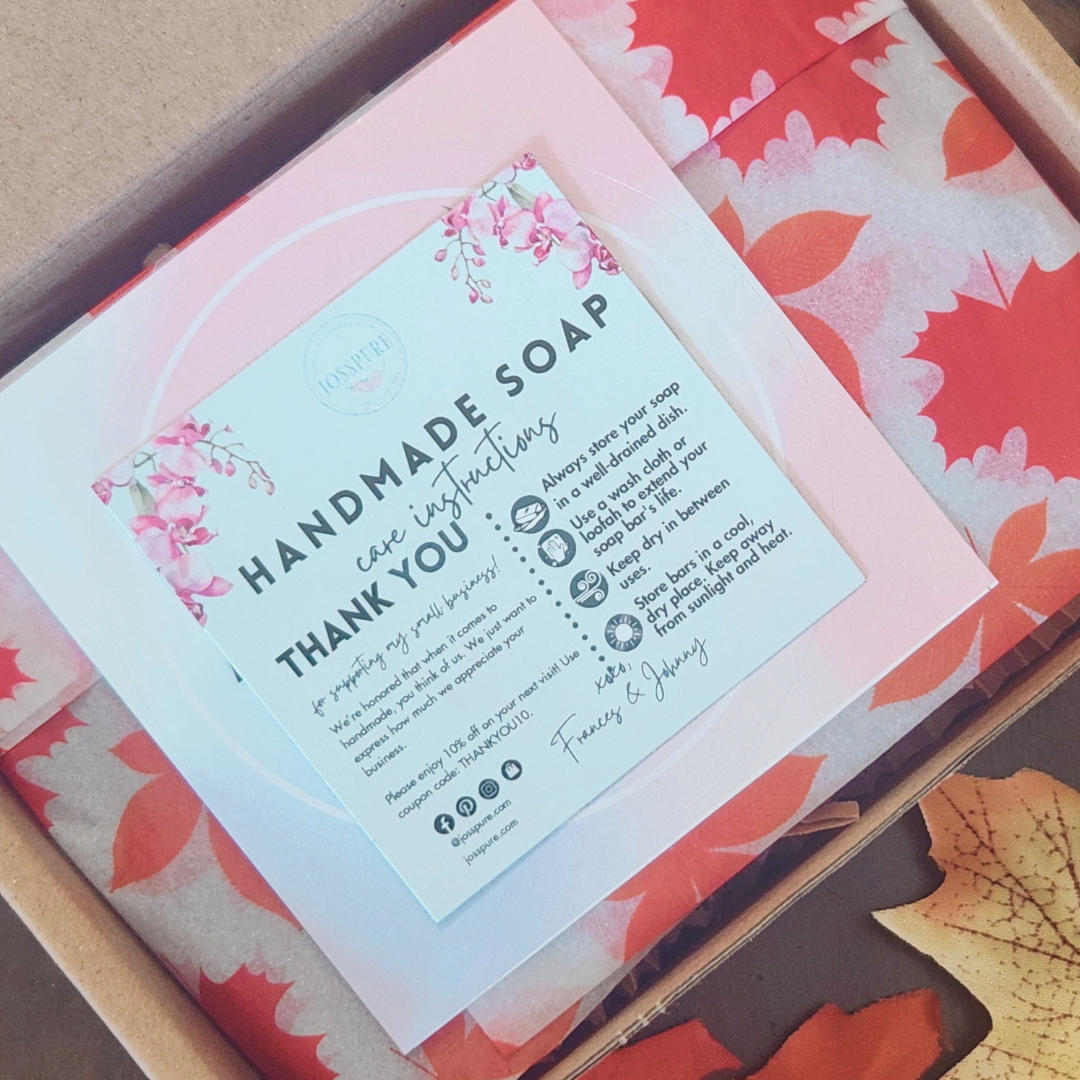 JOSSPURE
HANDMADE SOAP
care instructions
THANK YOU
for supporting my small business!
We're honored that when it comes to
handmade, you think of us. We just want to
express how much we appreciate your
business.
Please enjoy 10% off on your next visit! Use
coupon code: THANKYOU10.
@josspure.com
josspure.com
Always store your soap
in a well-drained dish.
Use a wash cloth or
loofah to extend your
soap bar's life.
Keep dry in between
uses.
Store bars in a cool,
dry place. Keep away
from sunlight and heat.
xoxo,
Frances & Johnny